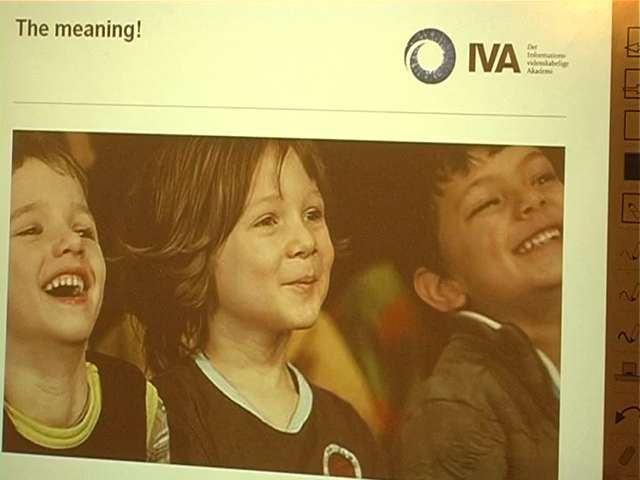 The meaning!
IVA
Det
Informations-
videnskabelige
Akademi